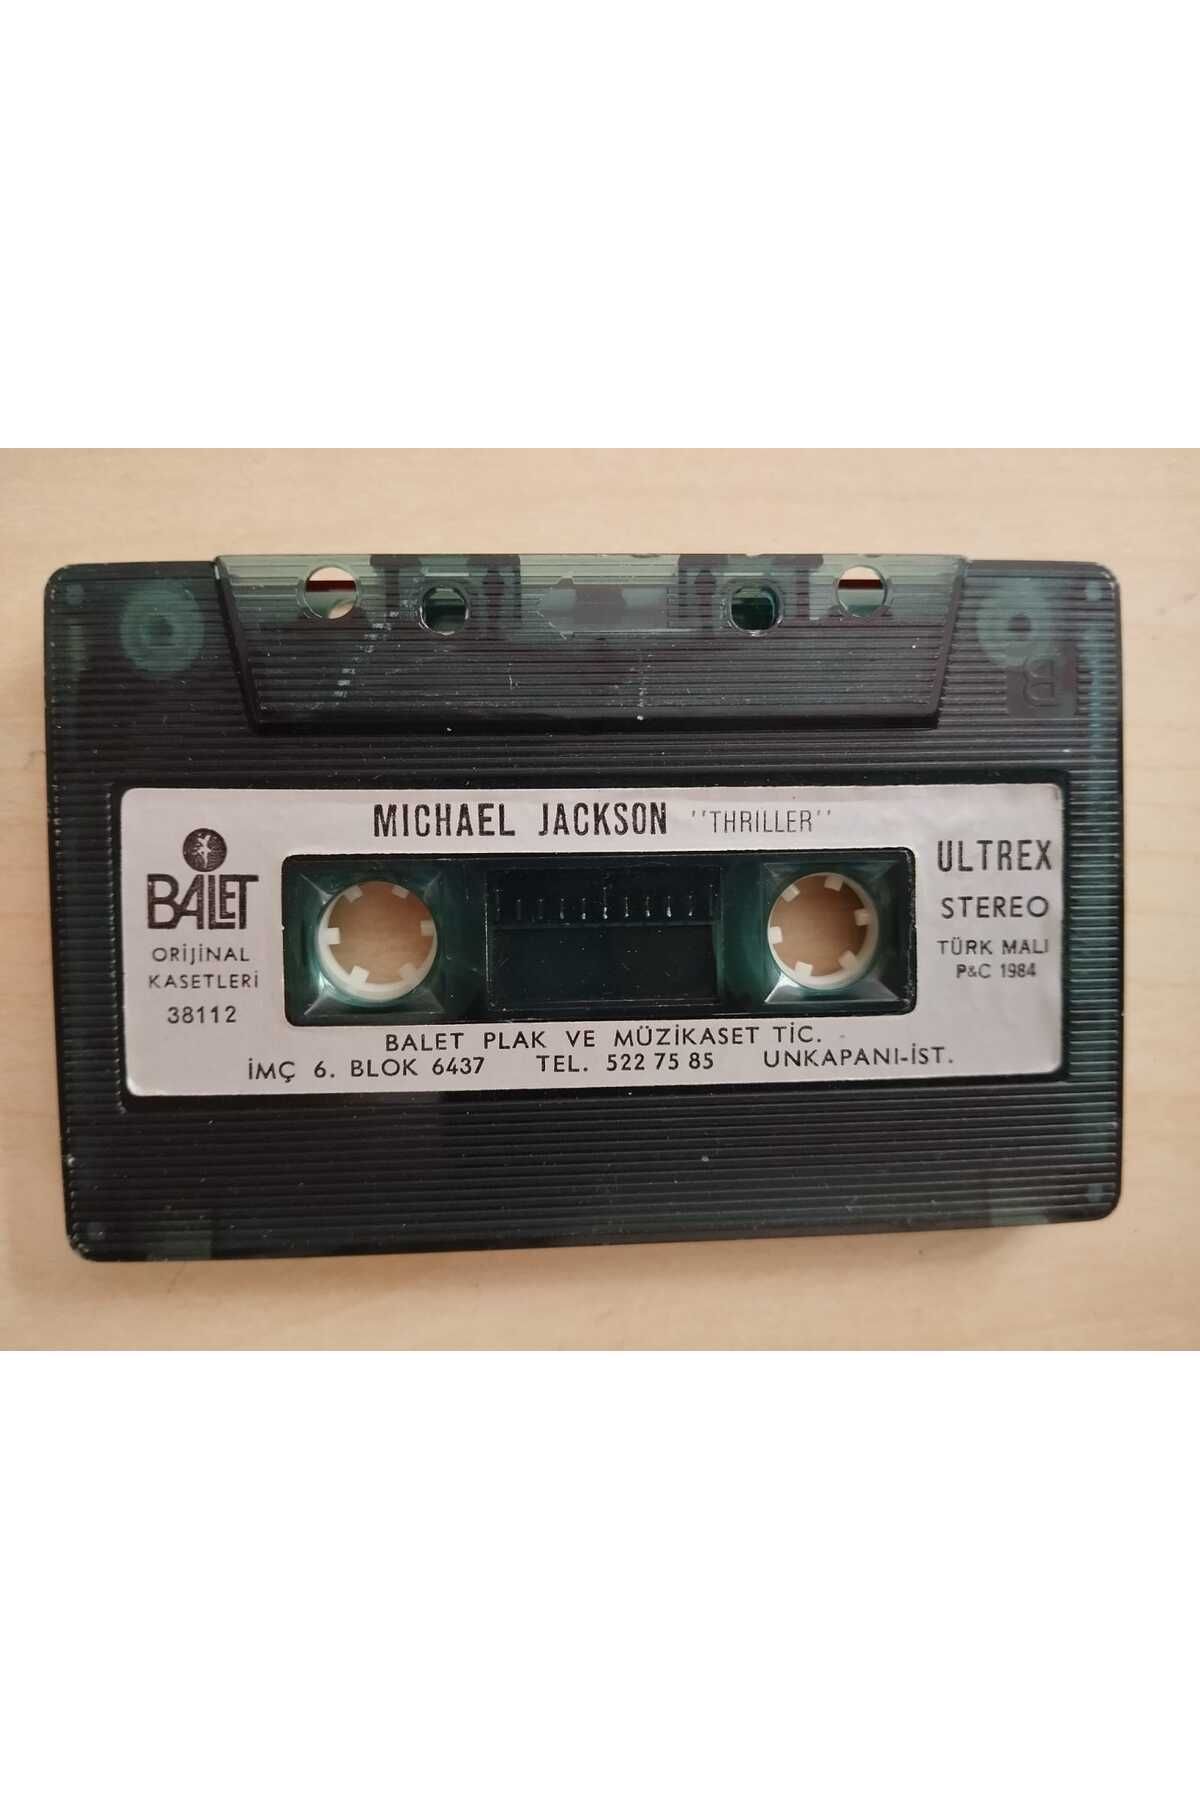 MICHAEL JACKSON "THRILLER"
BALET
ORİJİNAL
KASETLERİ
38112
ULTREX
STEREO
TÜRK MALI
P&C 1984
BALET PLAK VE MÜZİKASET TİC.
İMÇ 6. BLOK 6437 TEL. 522 75 85 UNKAPANI-İST.
B